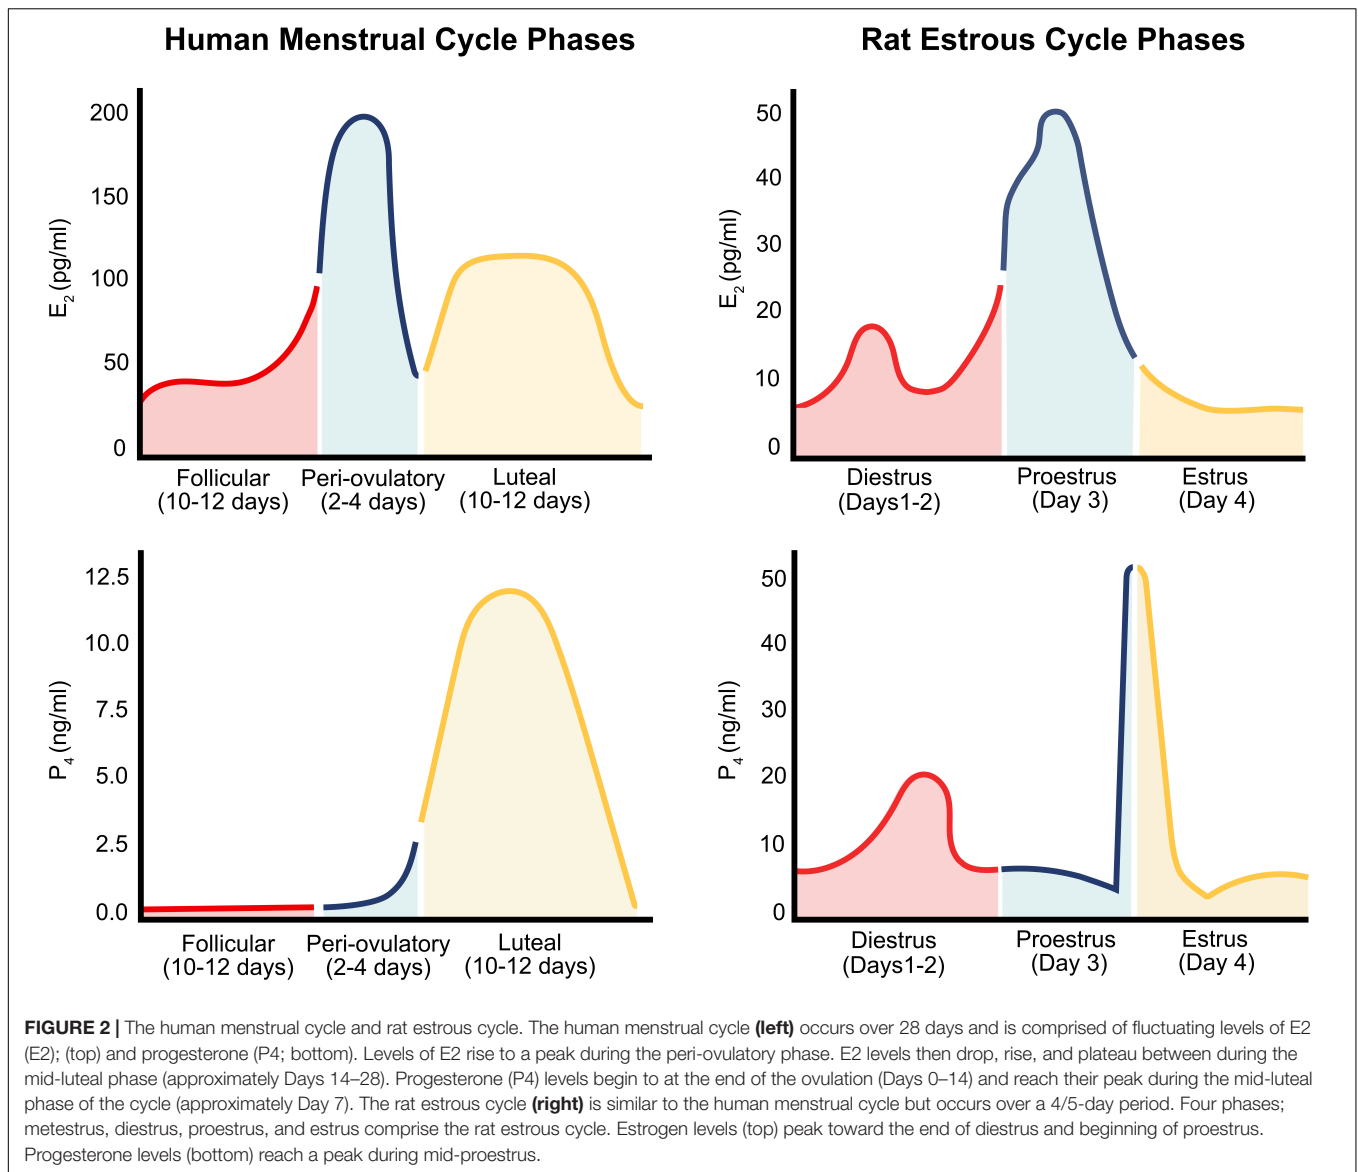 Human Menstrual Cycle Phases
Rat Estrous Cycle Phases
200
150
100
50
0
E2 (pg/ml)
Follicular
(10-12 days)
Peri-ovulatory
(2-4 days)
Luteal
(10-12 days)
50
40
30
20
10
0
E2 (pg/ml)
Diestrus
(Days1-2)
Proestrus
(Day 3)
Estrus
(Day 4)
12.5
10.0
7.5
5.0
2.5
0.0
P4 (ng/ml)
Follicular
(10-12 days)
Peri-ovulatory
(2-4 days)
Luteal
(10-12 days)
50
40
30
20
10
0
P4 (ng/ml)
Diestrus
(Days1-2)
Proestrus
(Day 3)
Estrus
(Day 4)
FIGURE 2 | The human menstrual cycle and rat estrous cycle. The human menstrual cycle (left) occurs over 28 days and is comprised of fluctuating levels of E2
(E2); (top) and progesterone (P4; bottom). Levels of E2 rise to a peak during the peri-ovulatory phase. E2 levels then drop, rise, and plateau between during the
mid-luteal phase (approximately Days 14–28). Progesterone (P4) levels begin to at the end of the ovulation (Days 0–14) and reach their peak during the mid-luteal
phase of the cycle (approximately Day 7). The rat estrous cycle (right) is similar to the human menstrual cycle but occurs over a 4/5-day period. Four phases;
metestrus, diestrus, proestrus, and estrus comprise the rat estrous cycle. Estrogen levels (top) peak toward the end of diestrus and beginning of proestrus.
Progesterone levels (bottom) reach a peak during mid-proestrus.